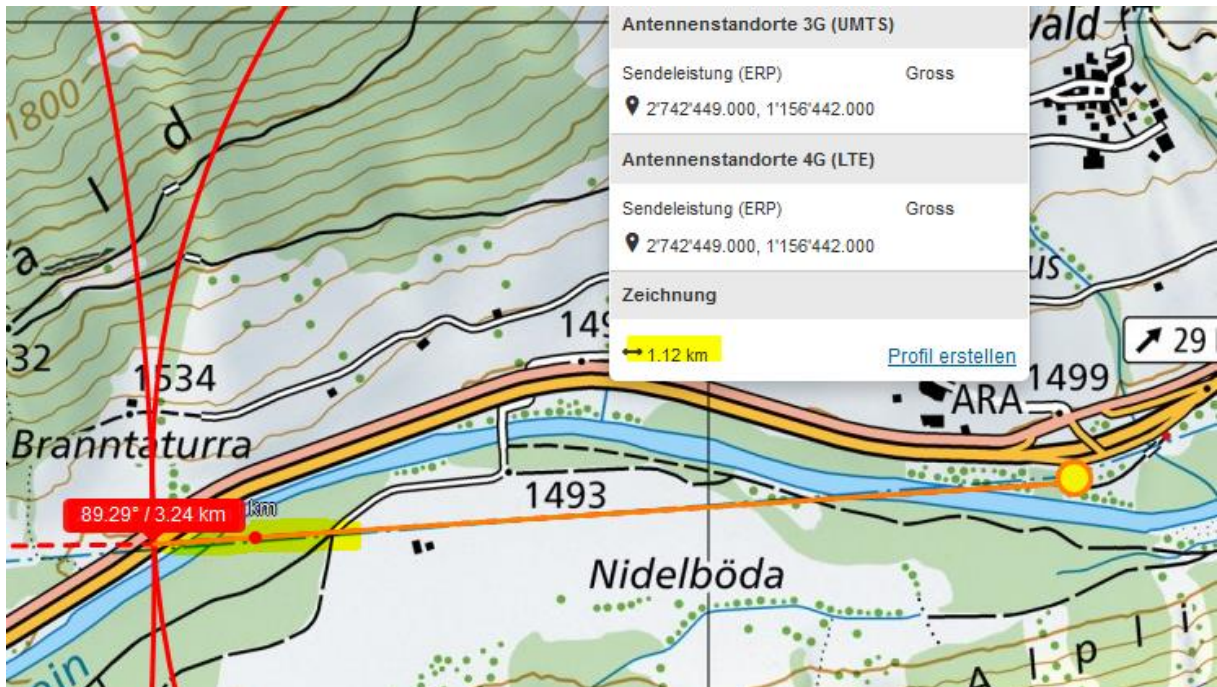 Antennenstandorte 3G (UMTS)
Sendeleistung (ERP) Gross
2'742'449.000, 1'156'442.000
Antennenstandorte 4G (LTE)
Sendeleistung (ERP) Gross
2'742'449.000, 1'156'442.000
Zeichnung
1.12 km
Profil erstellen
1800
a l d
32
1534
149
29
ARA
1499
Branntaturra
1493
89.29° / 3.24 km
km
Nidelböda
A l p l i